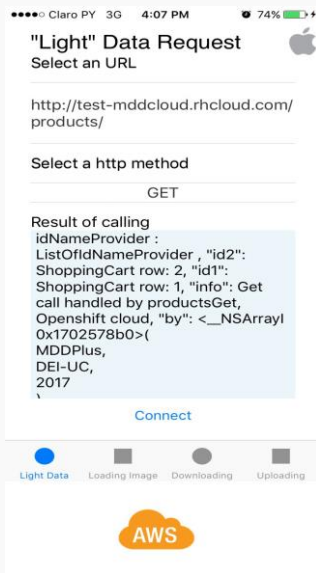 Claro PY 3G 4:07 PM 74%
"Light" Data Request
Select an URL
http://test-mddcloud.rhcloud.com/
products/
Select a http method
GET
Result of calling
idNameProvider :
ListOfIdNameProvider , "id2":
ShoppingCart row: 2, "id1":
ShoppingCart row: 1, "info": Get
call handled by productsGet,
Openshift cloud, "by": <__NSArrayI
0x1702578b0>(
MDDPlus,
DEI-UC,
2017
Connect
Light Data Loading Image Downloading Uploading
AWS